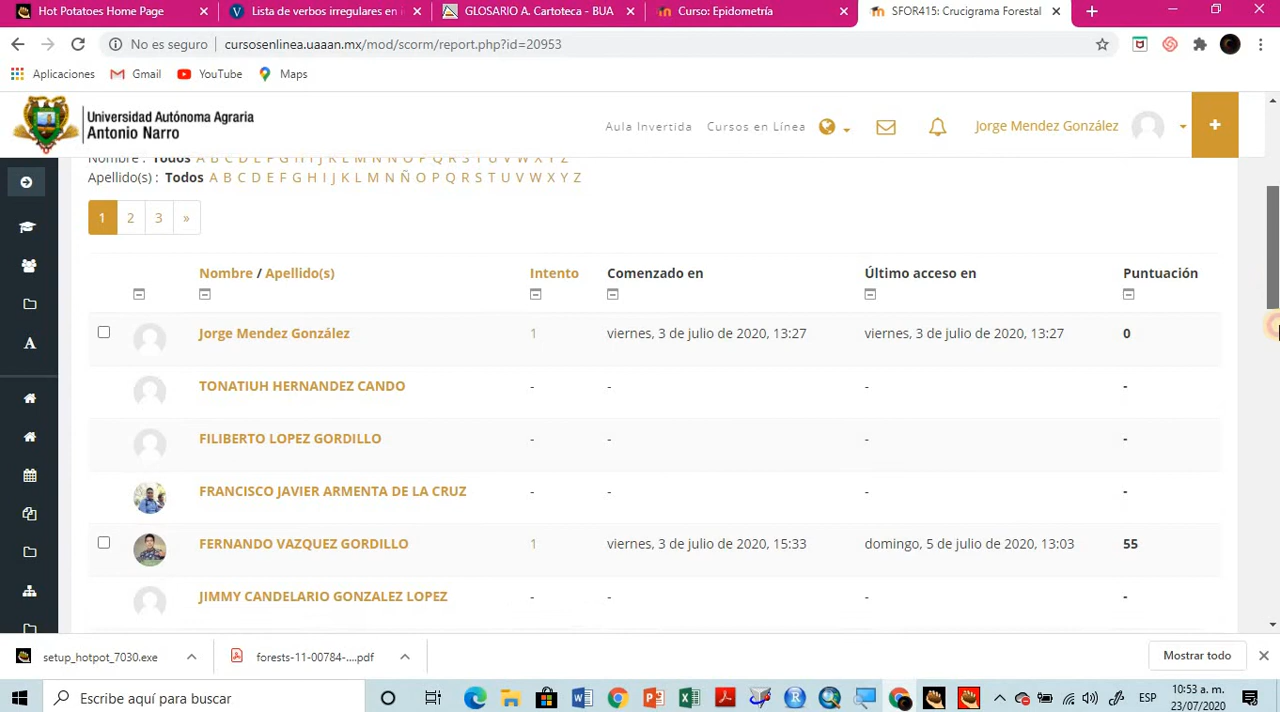 Hot Potatoes Home Page
Lista de verbos irregulares en i
GLOSARIO A. Cartoteca - BUA
Curso: Epidometría
SFOR415: Crucigrama Forestal
No es seguro
cursosenlinea.uaaan.mx/mod/scorm/report.php?id=20953
Aplicaciones
Gmail
YouTube
Maps
Universidad Autónoma Agraria
Antonio Narro
Aula Invertida
Cursos en Línea
Jorge Mendez González
Nombre : Todos A B C D E F G H I J K L M N Ñ O P Q R S T U V W X Y Z
Apellido(s) : Todos A B C D E F G H I J K L M N Ñ O P Q R S T U V W X Y Z
1 2 3 »
Nombre / Apellido(s) Intento Comenzado en Último acceso en Puntuación
Jorge Mendez González 1 viernes, 3 de julio de 2020, 13:27 viernes, 3 de julio de 2020, 13:27 0
TONATIUH HERNANDEZ CANDO - - - -
FILIBERTO LOPEZ GORDILLO - - - -
FRANCISCO JAVIER ARMENTA DE LA CRUZ - - - -
FERNANDO VAZQUEZ GORDILLO 1 viernes, 3 de julio de 2020, 15:33 domingo, 5 de julio de 2020, 13:03 55
JIMMY CANDELARIO GONZALEZ LOPEZ - - - -
setup_hotpot_7030.exe
forests-11-00784-....pdf
Mostrar todo
Escribe aquí para buscar
ESP
10:53 a. m.
23/07/2020